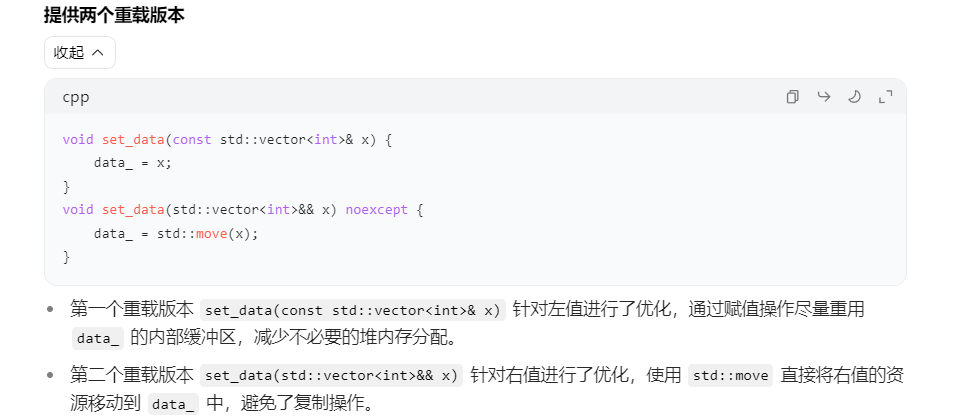 提供两个重载版本
收起
cpp
void set_data(const std::vector<int>& x) {
    data_ = x;
}
void set_data(std::vector<int>&& x) noexcept {
    data_ = std::move(x);
}
第一个重载版本 set_data(const std::vector<int>& x) 针对左值进行了优化，通过赋值操作尽量重用
data_ 的内部缓冲区，减少不必要的堆内存分配。
第二个重载版本 set_data(std::vector<int>&& x) 针对右值进行了优化，使用 std::move 直接将右值的资
源移动到 data_ 中，避免了复制操作。